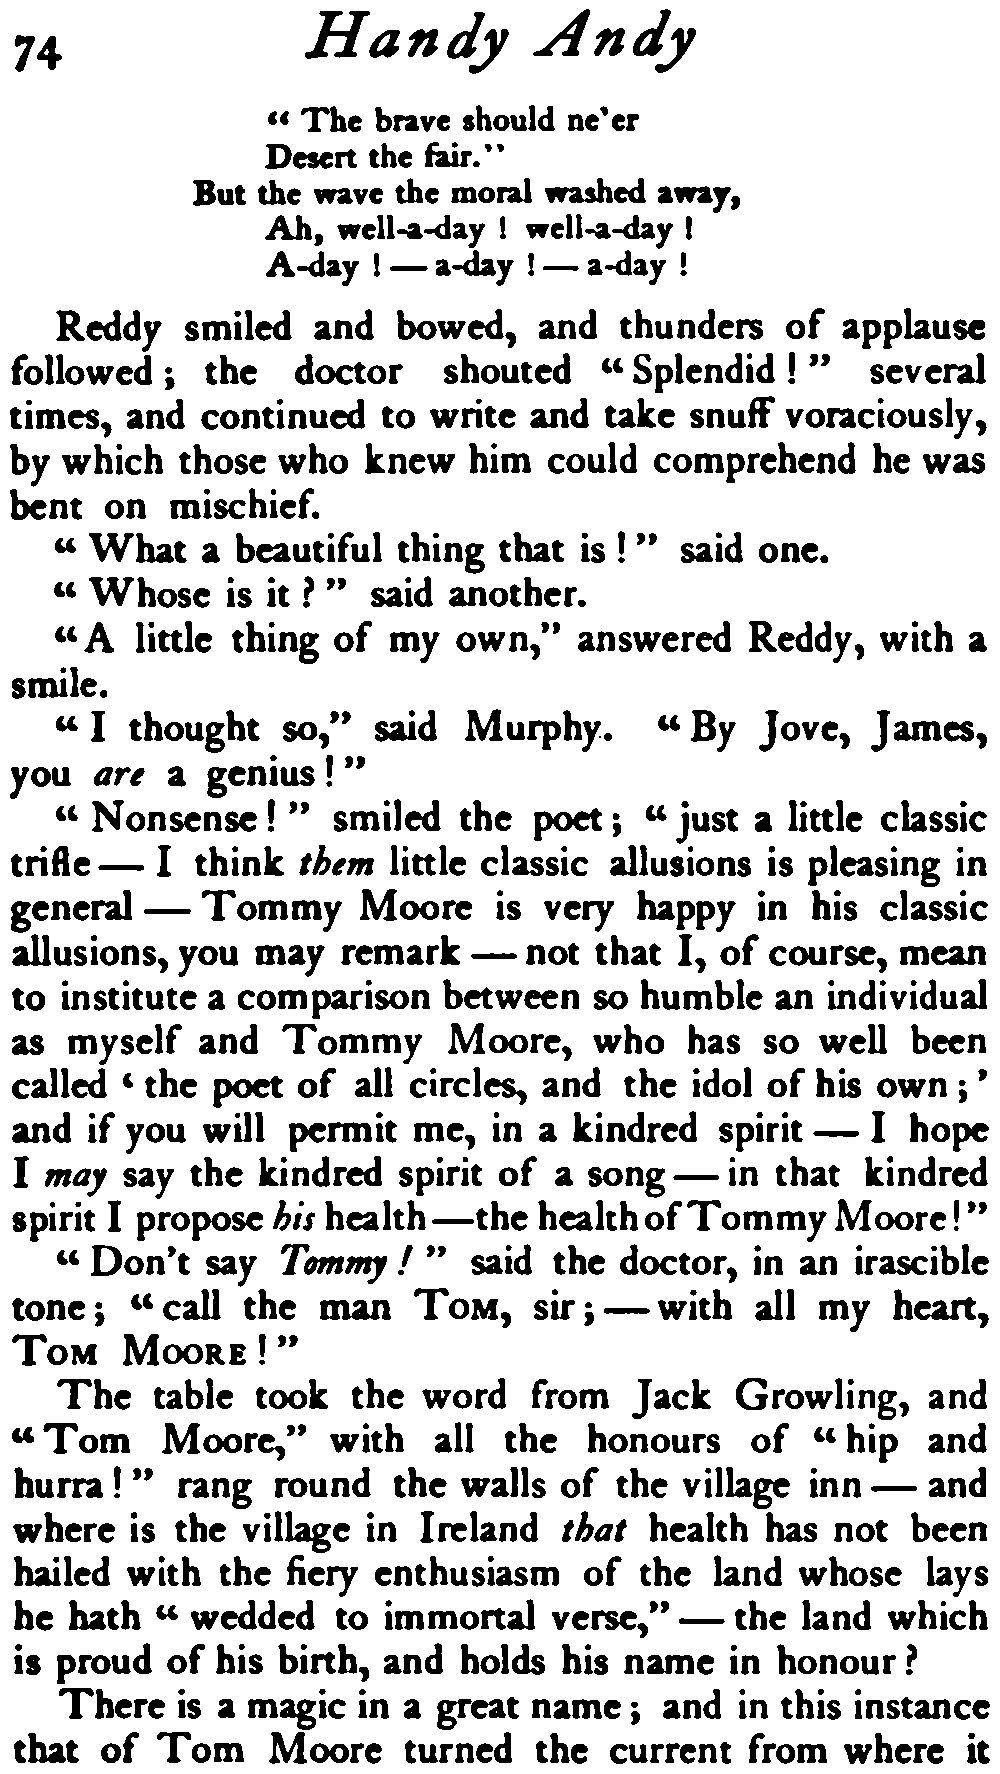 74 Handy Andy
“ The brave should ne'er
Desert the fair.”
But the wave the moral washed away,
Ah, well-a-day ! well-a-day !
A-day ! — a-day ! — a-day !
Reddy smiled and bowed, and thunders of applause
followed ; the doctor shouted “ Splendid ! ” several
times, and continued to write and take snuff voraciously,
by which those who knew him could comprehend he was
bent on mischief.
“ What a beautiful thing that is ! ” said one.
“ Whose is it ? ” said another.
“ A little thing of my own,” answered Reddy, with a
smile.
“ I thought so,” said Murphy. “ By Jove, James,
you are a genius ! ”
“ Nonsense ! ” smiled the poet ; “ just a little classic
trifle — I think them little classic allusions is pleasing in
general — Tommy Moore is very happy in his classic
allusions, you may remark — not that I, of course, mean
to institute a comparison between so humble an individual
as myself and Tommy Moore, who has so well been
called ‘ the poet of all circles, and the idol of his own ; ’
and if you will permit me, in a kindred spirit — I hope
I may say the kindred spirit of a song — in that kindred
spirit I propose his health — the health of Tommy Moore ! ”
“ Don't say Tommy ! ” said the doctor, in an irascible
tone ; “ call the man TOM, sir ; — with all my heart,
TOM MOORE ! ”
The table took the word from Jack Growling, and
“ Tom Moore,” with all the honours of “ hip and
hurra ! ” rang round the walls of the village inn — and
where is the village in Ireland that health has not been
hailed with the fiery enthusiasm of the land whose lays
he hath “ wedded to immortal verse,” — the land which
is proud of his birth, and holds his name in honour ?
There is a magic in a great name ; and in this instance
that of Tom Moore turned the current from where it